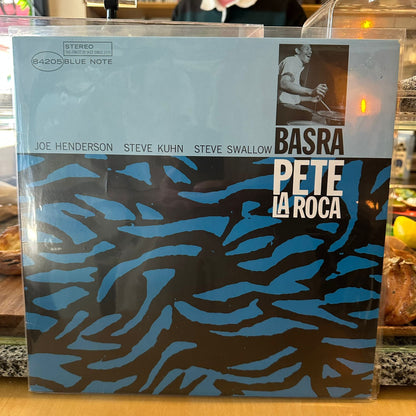 STEREO
84205 BLUE NOTE
JOE HENDERSON STEVE KUHN STEVE SWALLOW
BASRA
PETE
LA ROCA